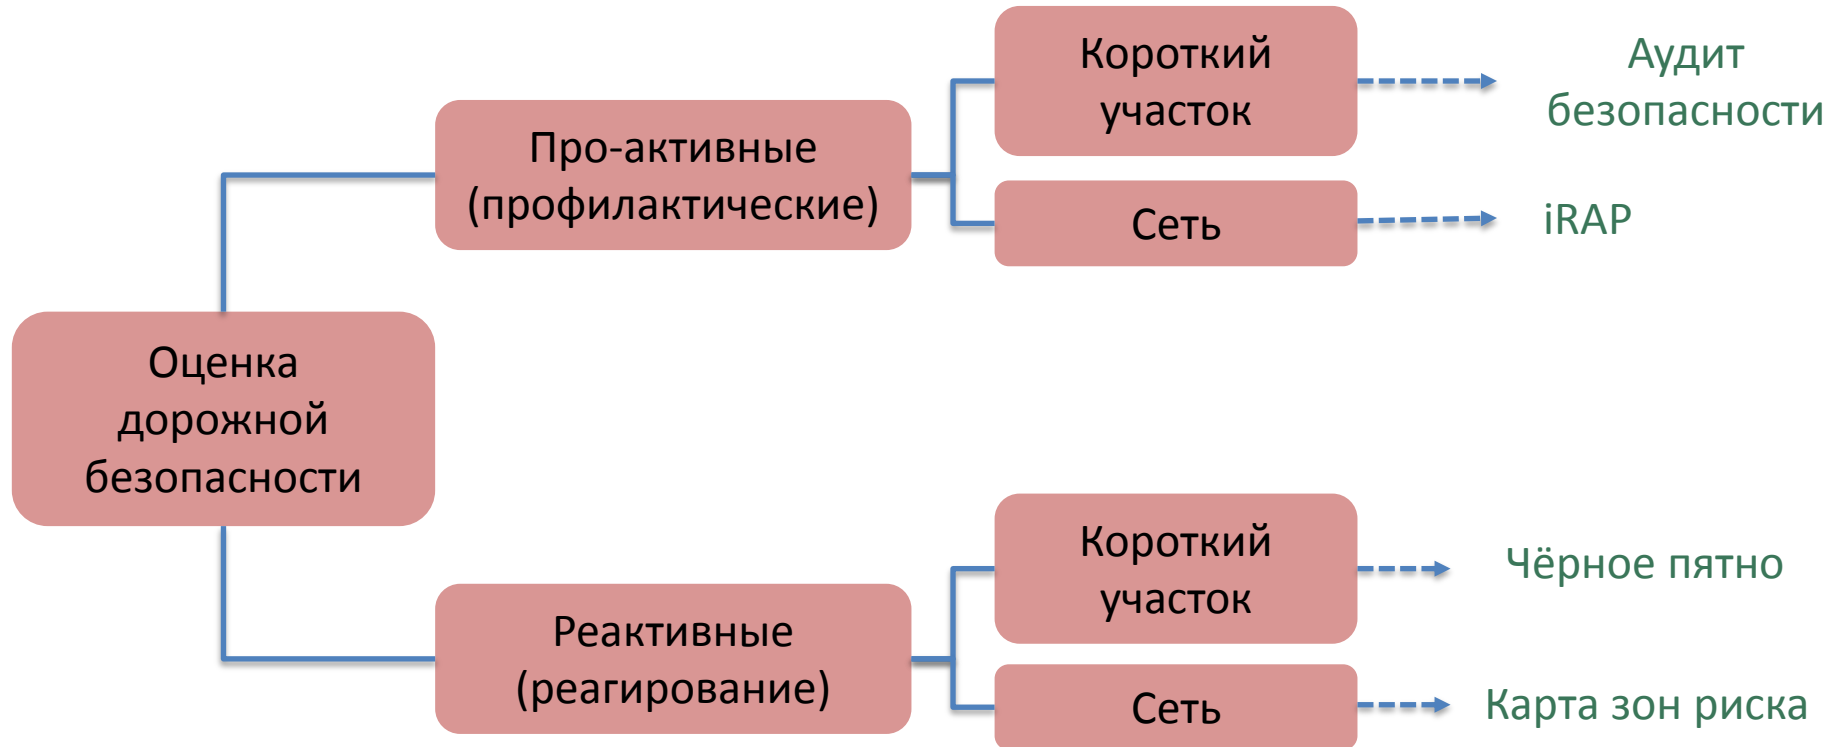 Оценка
дорожной
безопасности
Про-активные
(профилактические)
Короткий
участок
Аудит
безопасности
Сеть
iRAP
Реактивные
(реагирование)
Короткий
участок
Чёрное пятно
Сеть
Карта зон риска